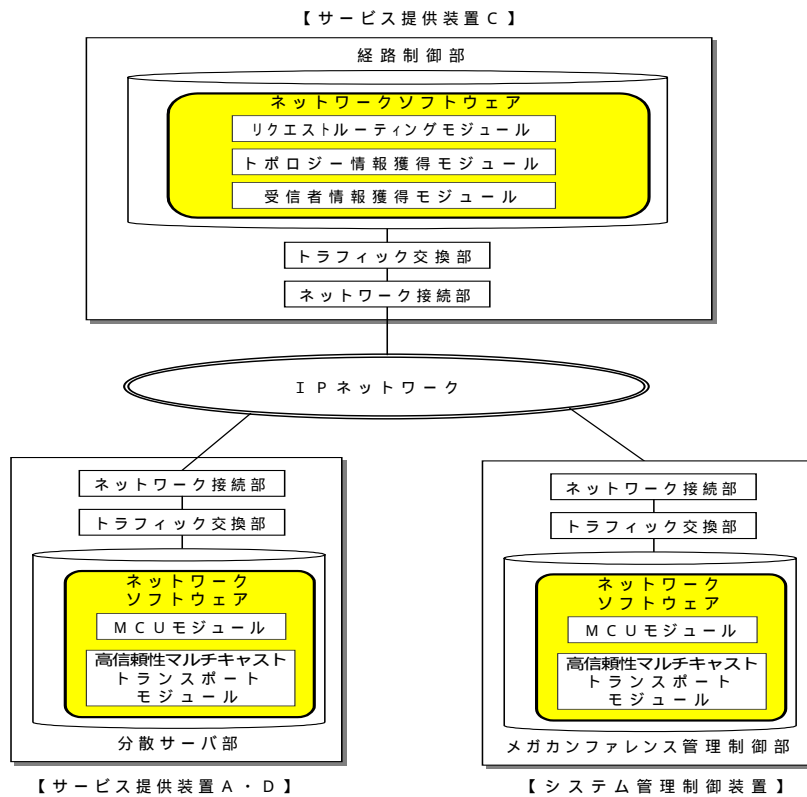 【サービス提供装置C】
経路制御部
ネットワークソフトウェア
リクエストルーティングモジュール
トポロジー情報獲得モジュール
受信者情報獲得モジュール
トラフィック交換部
ネットワーク接続部
IPネットワーク
ネットワーク接続部
トラフィック交換部
ネットワーク
ソフトウェア
MCUモジュール
高信頼性マルチキャスト
トランスポート
モジュール
分散サーバ部
【サービス提供装置A・D】
ネットワーク接続部
トラフィック交換部
ネットワーク
ソフトウェア
MCUモジュール
高信頼性マルチキャスト
トランスポート
モジュール
メガカンファレンス管理制御部
【システム管理制御装置】